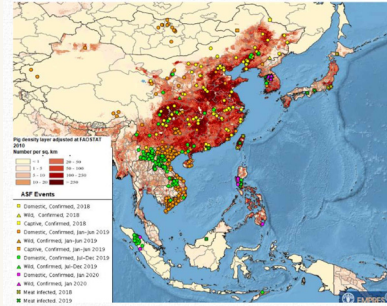 Pig density layer adjusted at FAOSTAT
2010
Number per sq. km
< 1
1 - 5
5 - 10
10 - 20
20 - 50
50 - 100
100 - 250
> 250
ASF Events
Domestic, Confirmed, 2018
Wild, Confirmed, 2018
Captive, Confirmed, 2018
Domestic, Confirmed, Jan-Jun 2019
Wild, Confirmed, Jan-Jun 2019
Captive, Confirmed, Jan-Jun 2019
Domestic, Confirmed, Jul-Dec 2019
Wild, Confirmed, Jul-Dec 2019
Domestic, Confirmed, Jan 2020
Wild, Confirmed, Jan 2020
Meat infected, 2018
Meat infected, 2019
EMPRES